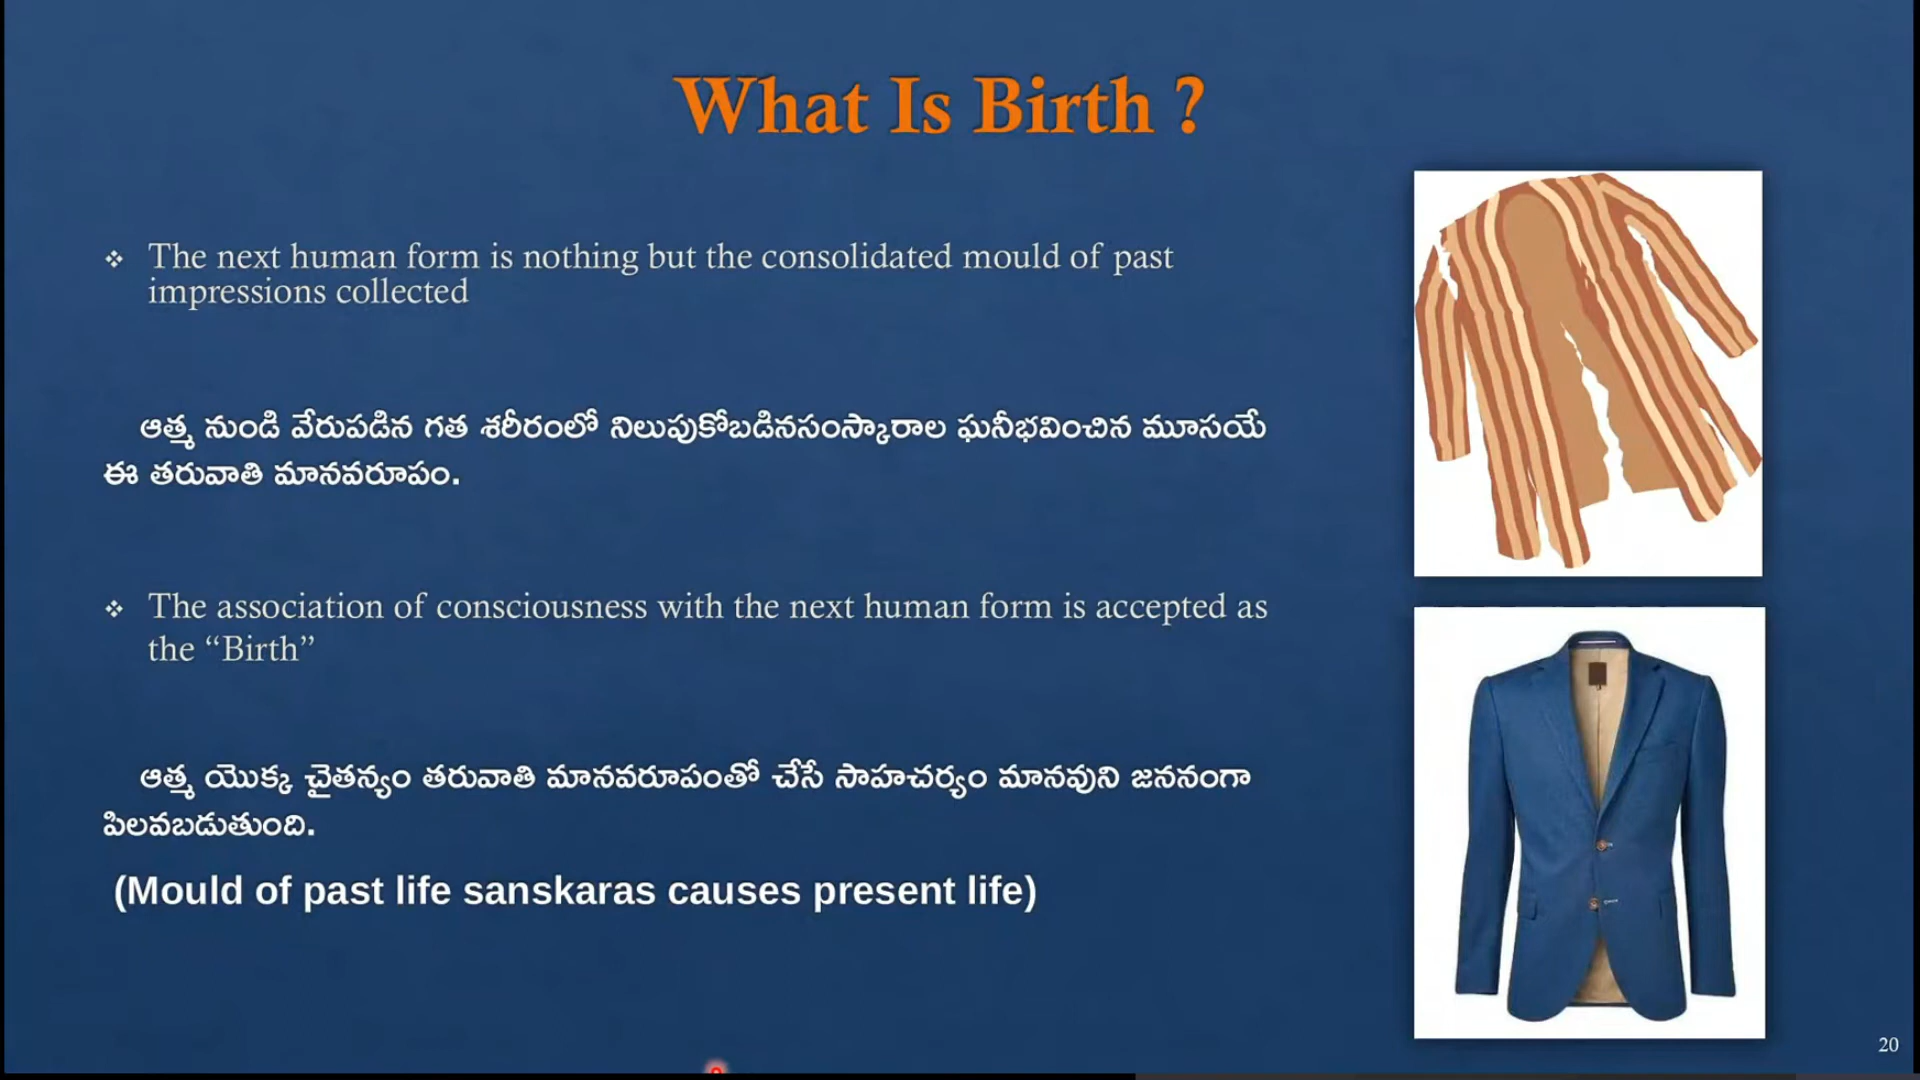 What Is Birth ?
❖ The next human form is nothing but the consolidated mould of past
impressions collected
ఆత్మ నుండి వేరుపడిన గత శరీరంలో నిలుపుకోబడినసంస్కారాల ఘనీభవించిన మూసయే
ఈ తరువాతి మానవరూపం.
❖ The association of consciousness with the next human form is accepted as
the “Birth”
ఆత్మ యొక్క చైతన్యం తరువాతి మానవరూపంతో చేసే సాహచర్యం మానవుని జననంగా
పిలవబడుతుంది.
(Mould of past life sanskaras causes present life)
20